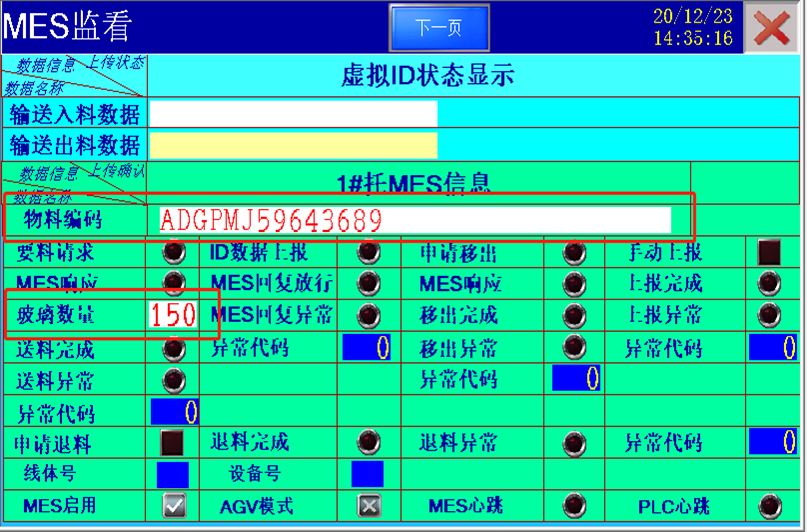 MES监看 下一页 20/12/23
14:35:16
数据信息 上传状态
数据名称
虚拟ID状态显示
输送入料数据
输送出料数据
数据信息 上传确认
数据名称
1#托MES信息
物料编码 ADGPMJ59643689
要料请求 ID数据上报 申请移出 手动上报
MES响应 MES回复放行 MES响应 上报完成
玻璃数量 150 MES回复异常 移出完成 上报异常
送料完成 异常代码 0 移出异常 异常代码 0
送料异常 异常代码 0
异常代码 0
申请退料 退料完成 退料异常 异常代码 0
线体号 设备号
MES启用 AGV模式 MES心跳 PLC心跳